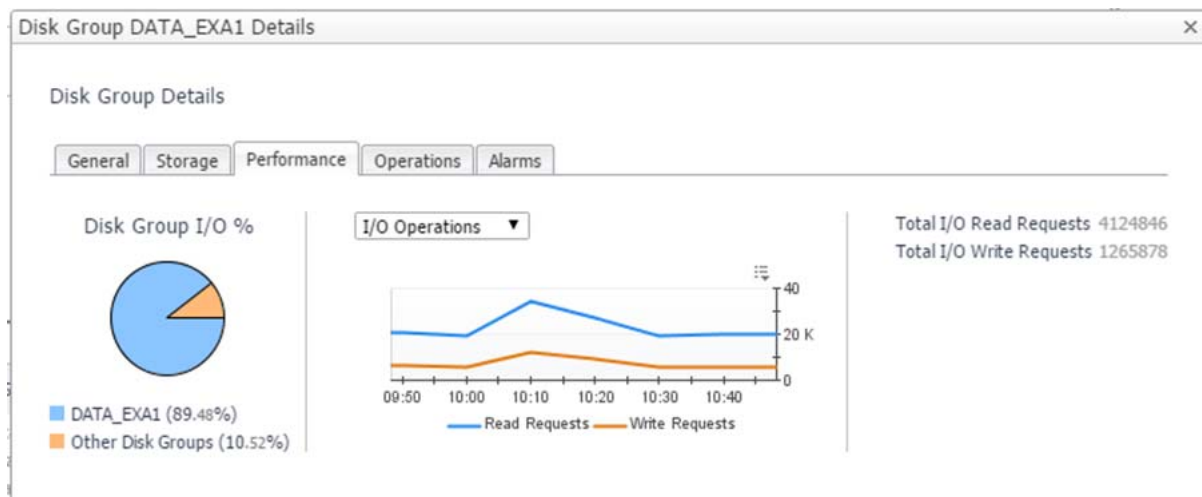 Disk Group DATA_EXA1 Details
Disk Group Details
General Storage Performance Operations Alarms
Disk Group I/O %
DATA_EXA1 (89.48%)
Other Disk Groups (10.52%)
I/O Operations
40
20 K
0
09:50 10:00 10:10 10:20 10:30 10:40
Read Requests Write Requests
Total I/O Read Requests 4124846
Total I/O Write Requests 1265878